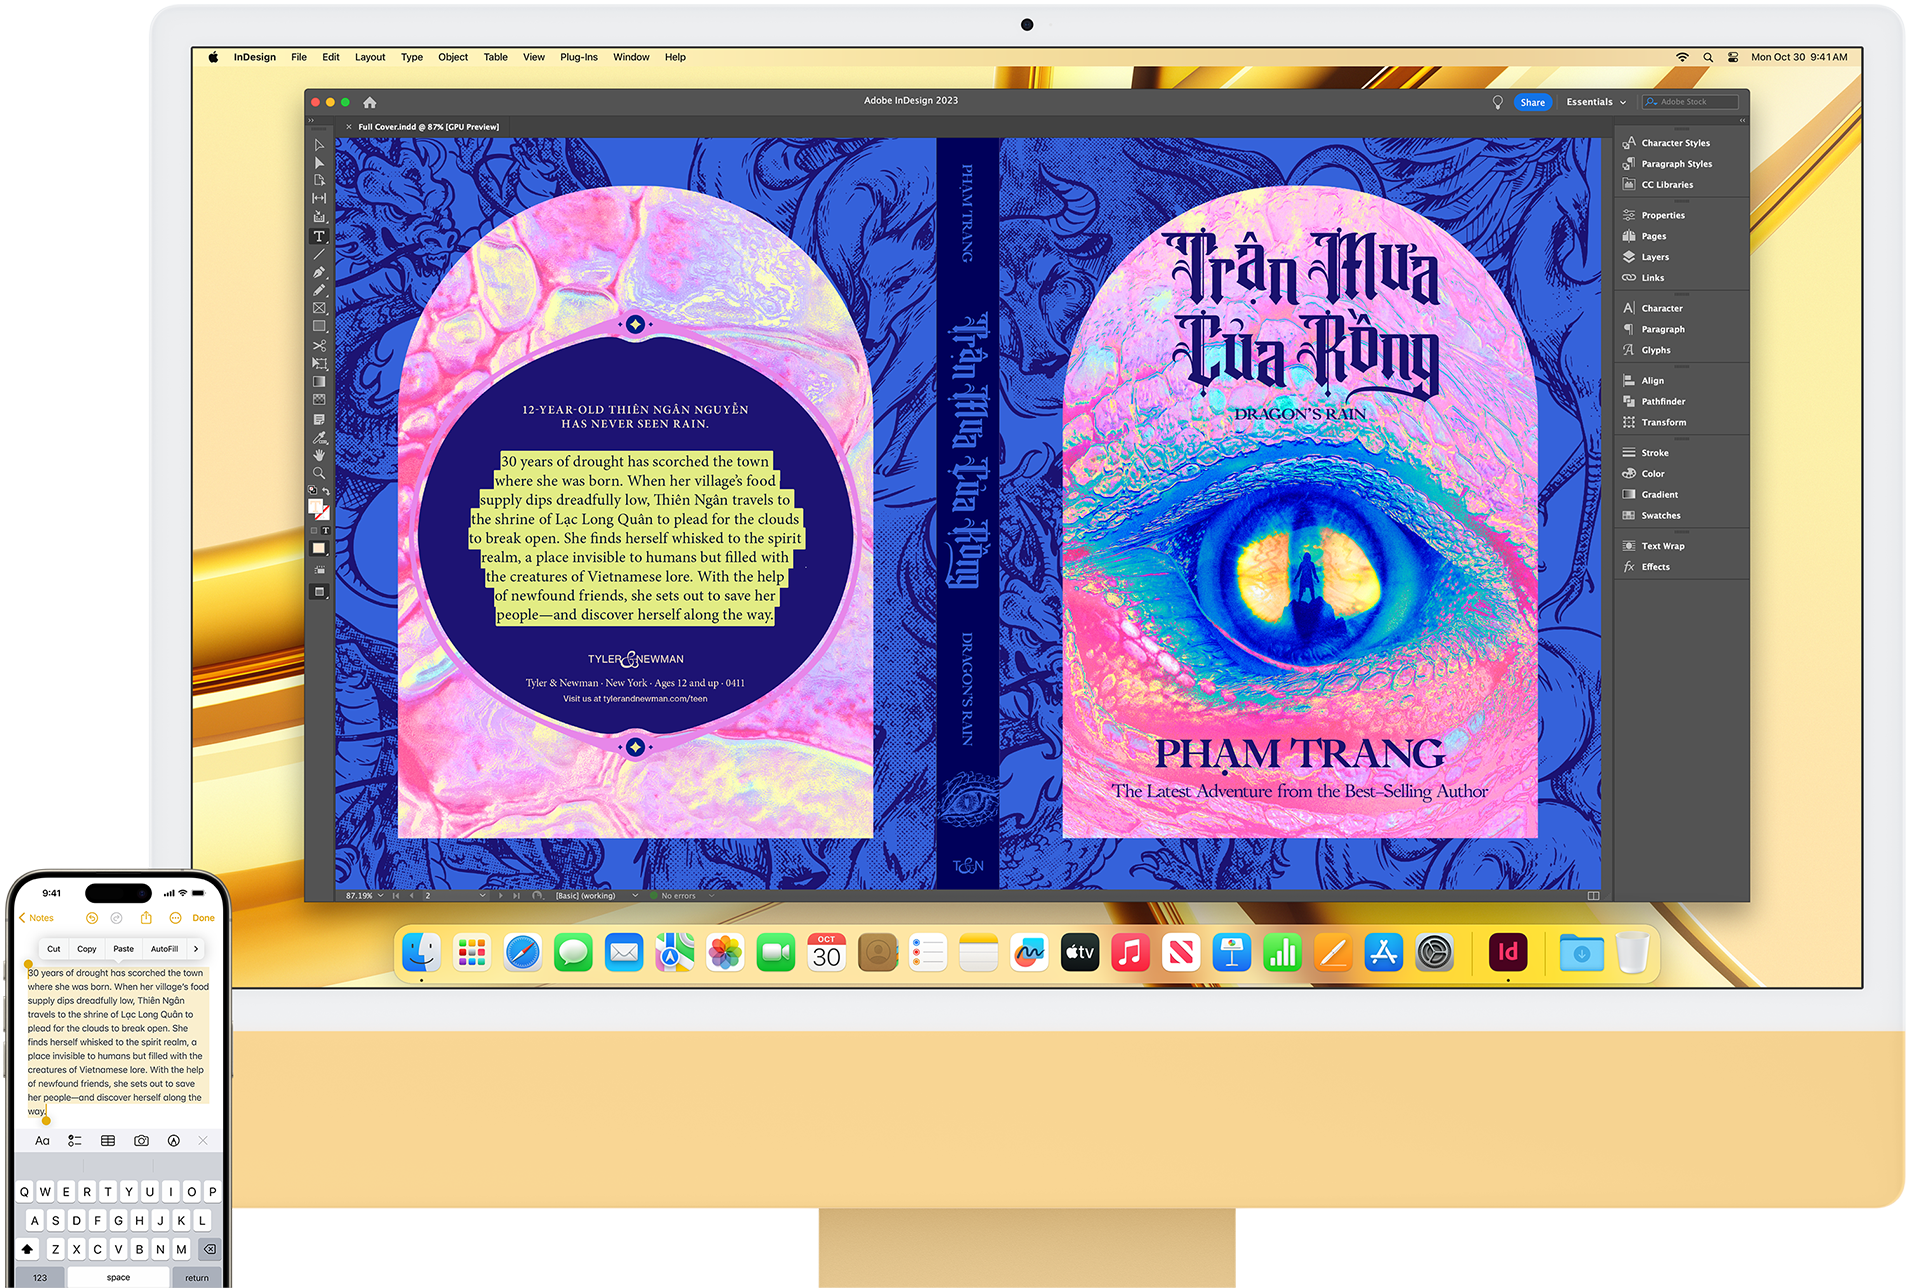 InDesign File Edit Layout Type Object Table View Plug-Ins Window Help
Mon Oct 30 9:41 AM
Adobe InDesign 2023
Share
Essentials
Adobe Stock
× Full Cover.indd @ 87% [GPU Preview]
12-YEAR-OLD THIÊN NGÂN NGUYỄN
HAS NEVER SEEN RAIN.
30 years of drought has scorched the town
where she was born. When her village's food
supply dips dreadfully low, Thiên Ngân travels to
the shrine of Lạc Long Quân to plead for the clouds
to break open. She finds herself whisked to the spirit
realm, a place invisible to humans but filled with
the creatures of Vietnamese lore. With the help
of newfound friends, she sets out to save her
people—and discover herself along the way.
TYLER & NEWMAN
Tyler & Newman · New York · Ages 12 and up · 0411
Visit us at tylerandnewman.com/teen
PHẠM TRANG
Trận Mưa Của Rồng
DRAGON'S RAIN
T&N
Trận Mưa
Của Rồng
DRAGON'S RAIN
PHẠM TRANG
The Latest Adventure from the Best–Selling Author
Character Styles
Paragraph Styles
CC Libraries
Properties
Pages
Layers
Links
Character
Paragraph
Glyphs
Align
Pathfinder
Transform
Stroke
Color
Gradient
Swatches
Text Wrap
Effects
87.19%
2
[Basic] (working)
No errors
OCT
30
tv
Id
9:41
Notes
Done
Cut Copy Paste AutoFill
30 years of drought has scorched the town
where she was born. When her village's food
supply dips dreadfully low, Thiên Ngân
travels to the shrine of Lạc Long Quân to
plead for the clouds to break open. She
finds herself whisked to the spirit realm, a
place invisible to humans but filled with the
creatures of Vietnamese lore. With the help
of newfound friends, she sets out to save
her people—and discover herself along the
way.
Aa
Q W E R T Y U I O P
A S D F G H J K L
Z X C V B N M
123 space return